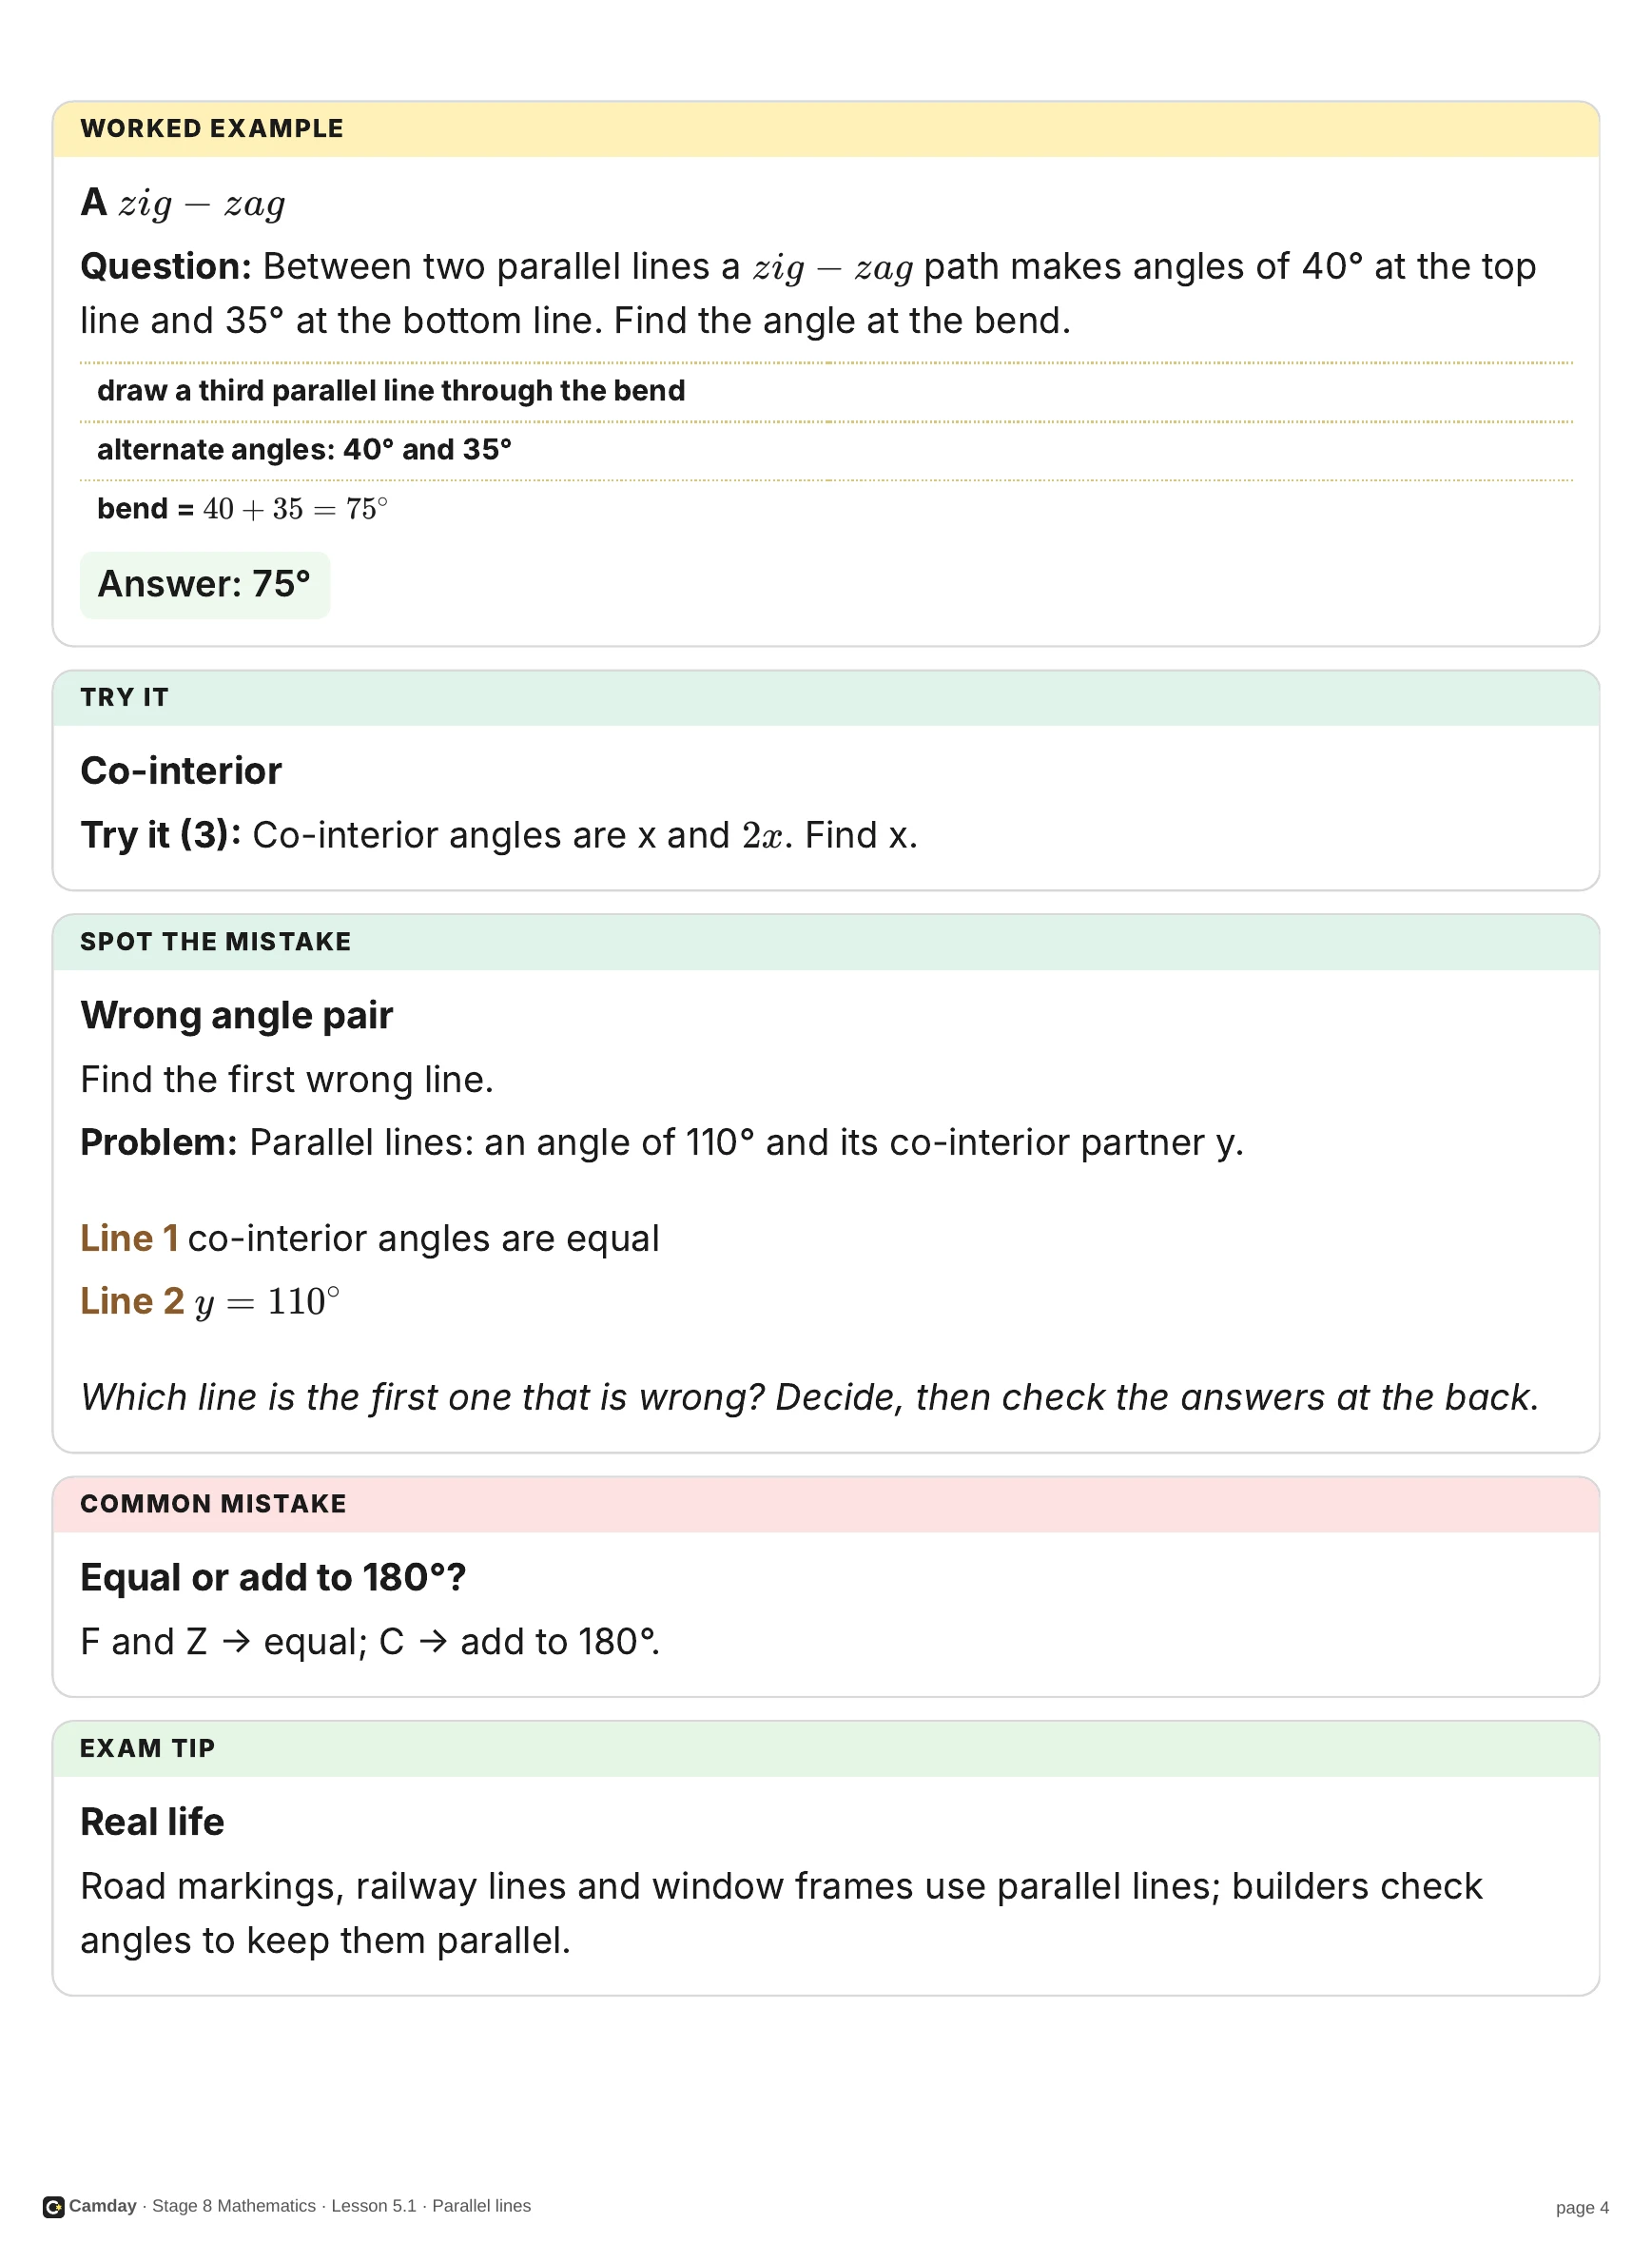 WORKED EXAMPLE
A zig − zag
Question: Between two parallel lines a zig − zag path makes angles of 40° at the top
line and 35° at the bottom line. Find the angle at the bend.
draw a third parallel line through the bend
alternate angles: 40° and 35°
bend = 40 + 35 = 75°
Answer: 75°
TRY IT
Co-interior
Try it (3): Co-interior angles are x and 2x. Find x.
SPOT THE MISTAKE
Wrong angle pair
Find the first wrong line.
Problem: Parallel lines: an angle of 110° and its co-interior partner y.
Line 1 co-interior angles are equal
Line 2 y = 110°
Which line is the first one that is wrong? Decide, then check the answers at the back.
COMMON MISTAKE
Equal or add to 180°?
F and Z → equal; C → add to 180°.
EXAM TIP
Real life
Road markings, railway lines and window frames use parallel lines; builders check
angles to keep them parallel.
Camday · Stage 8 Mathematics · Lesson 5.1 · Parallel lines
page 4